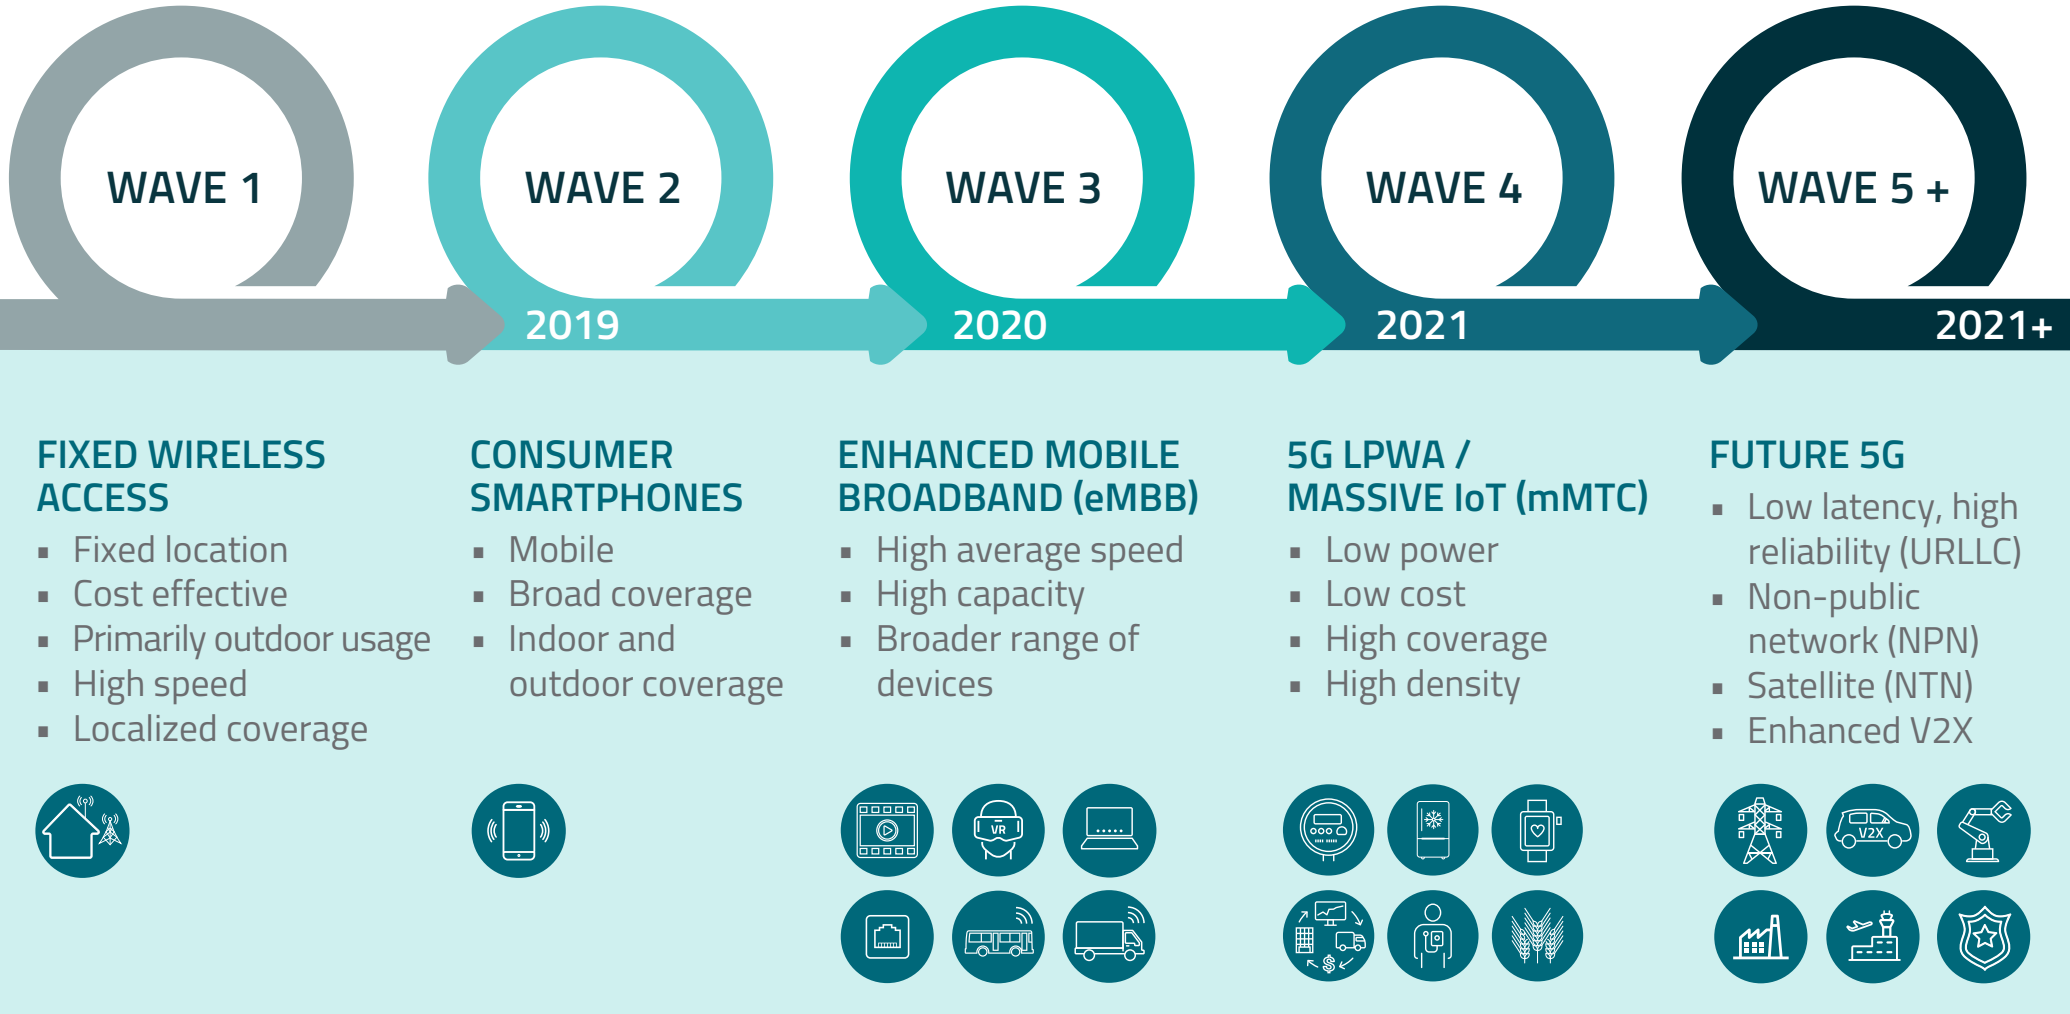 WAVE 1
WAVE 2
WAVE 3
WAVE 4
WAVE 5 +
2019
2020
2021
2021+
FIXED WIRELESS
ACCESS
▪ Fixed location
▪ Cost effective
▪ Primarily outdoor usage
▪ High speed
▪ Localized coverage
CONSUMER
SMARTPHONES
▪ Mobile
▪ Broad coverage
▪ Indoor and
outdoor coverage
ENHANCED MOBILE
BROADBAND (eMBB)
▪ High average speed
▪ High capacity
▪ Broader range of
devices
VR
5G LPWA /
MASSIVE IoT (mMTC)
▪ Low power
▪ Low cost
▪ High coverage
▪ High density
$
FUTURE 5G
▪ Low latency, high
reliability (URLLC)
▪ Non-public
network (NPN)
▪ Satellite (NTN)
▪ Enhanced V2X
V2X